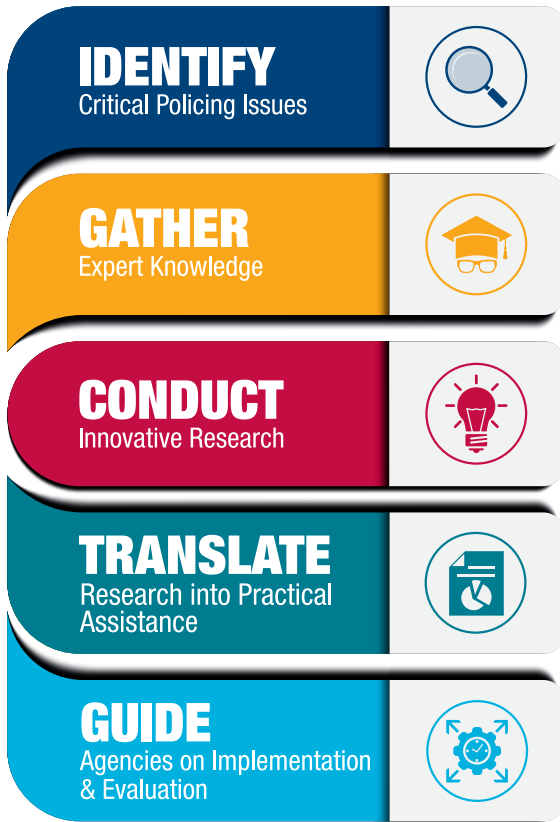 IDENTIFY
Critical Policing Issues
GATHER
Expert Knowledge
CONDUCT
Innovative Research
TRANSLATE
Research into Practical
Assistance
GUIDE
Agencies on Implementation
& Evaluation